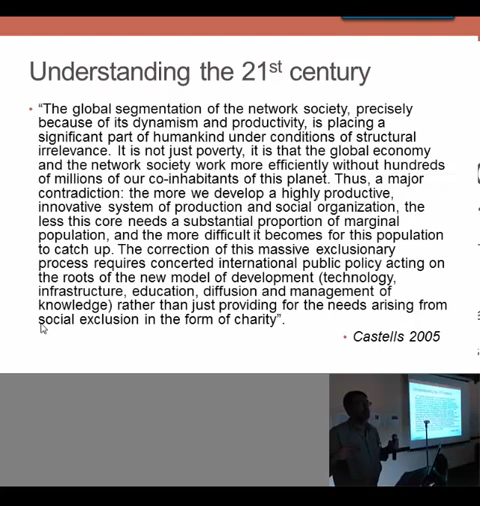 Understanding the 21st century
• “The global segmentation of the network society, precisely
because of its dynamism and productivity, is placing a
significant part of humankind under conditions of structural
irrelevance. It is not just poverty, it is that the global economy
and the network society work more efficiently without hundreds
of millions of our co-inhabitants of this planet. Thus, a major
contradiction: the more we develop a highly productive,
innovative system of production and social organization, the
less this core needs a substantial proportion of marginal
population, and the more difficult it becomes for this population
to catch up. The correction of this massive exclusionary
process requires concerted international public policy acting on
the roots of the new model of development (technology,
infrastructure, education, diffusion and management of
knowledge) rather than just providing for the needs arising from
social exclusion in the form of charity”.
• Castells 2005